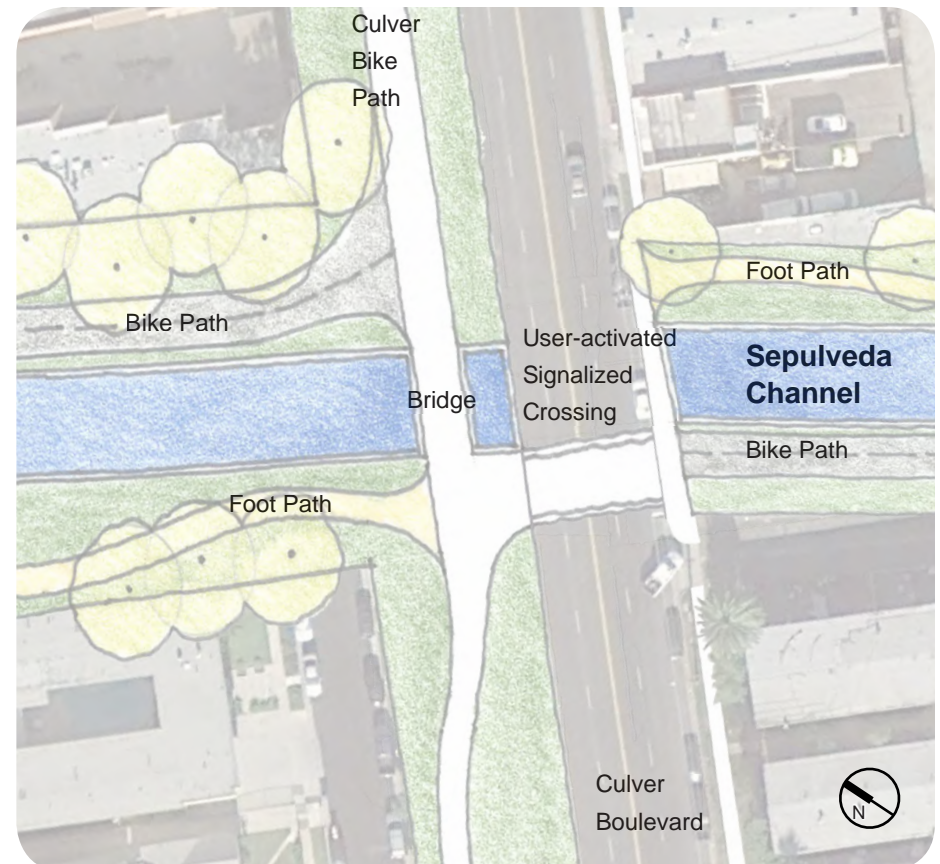 Culver
Bike
Path
Foot Path
Bike Path
User-activated
Signalized
Crossing
Sepulveda
Channel
Bridge
Bike Path
Foot Path
Culver
Boulevard
N